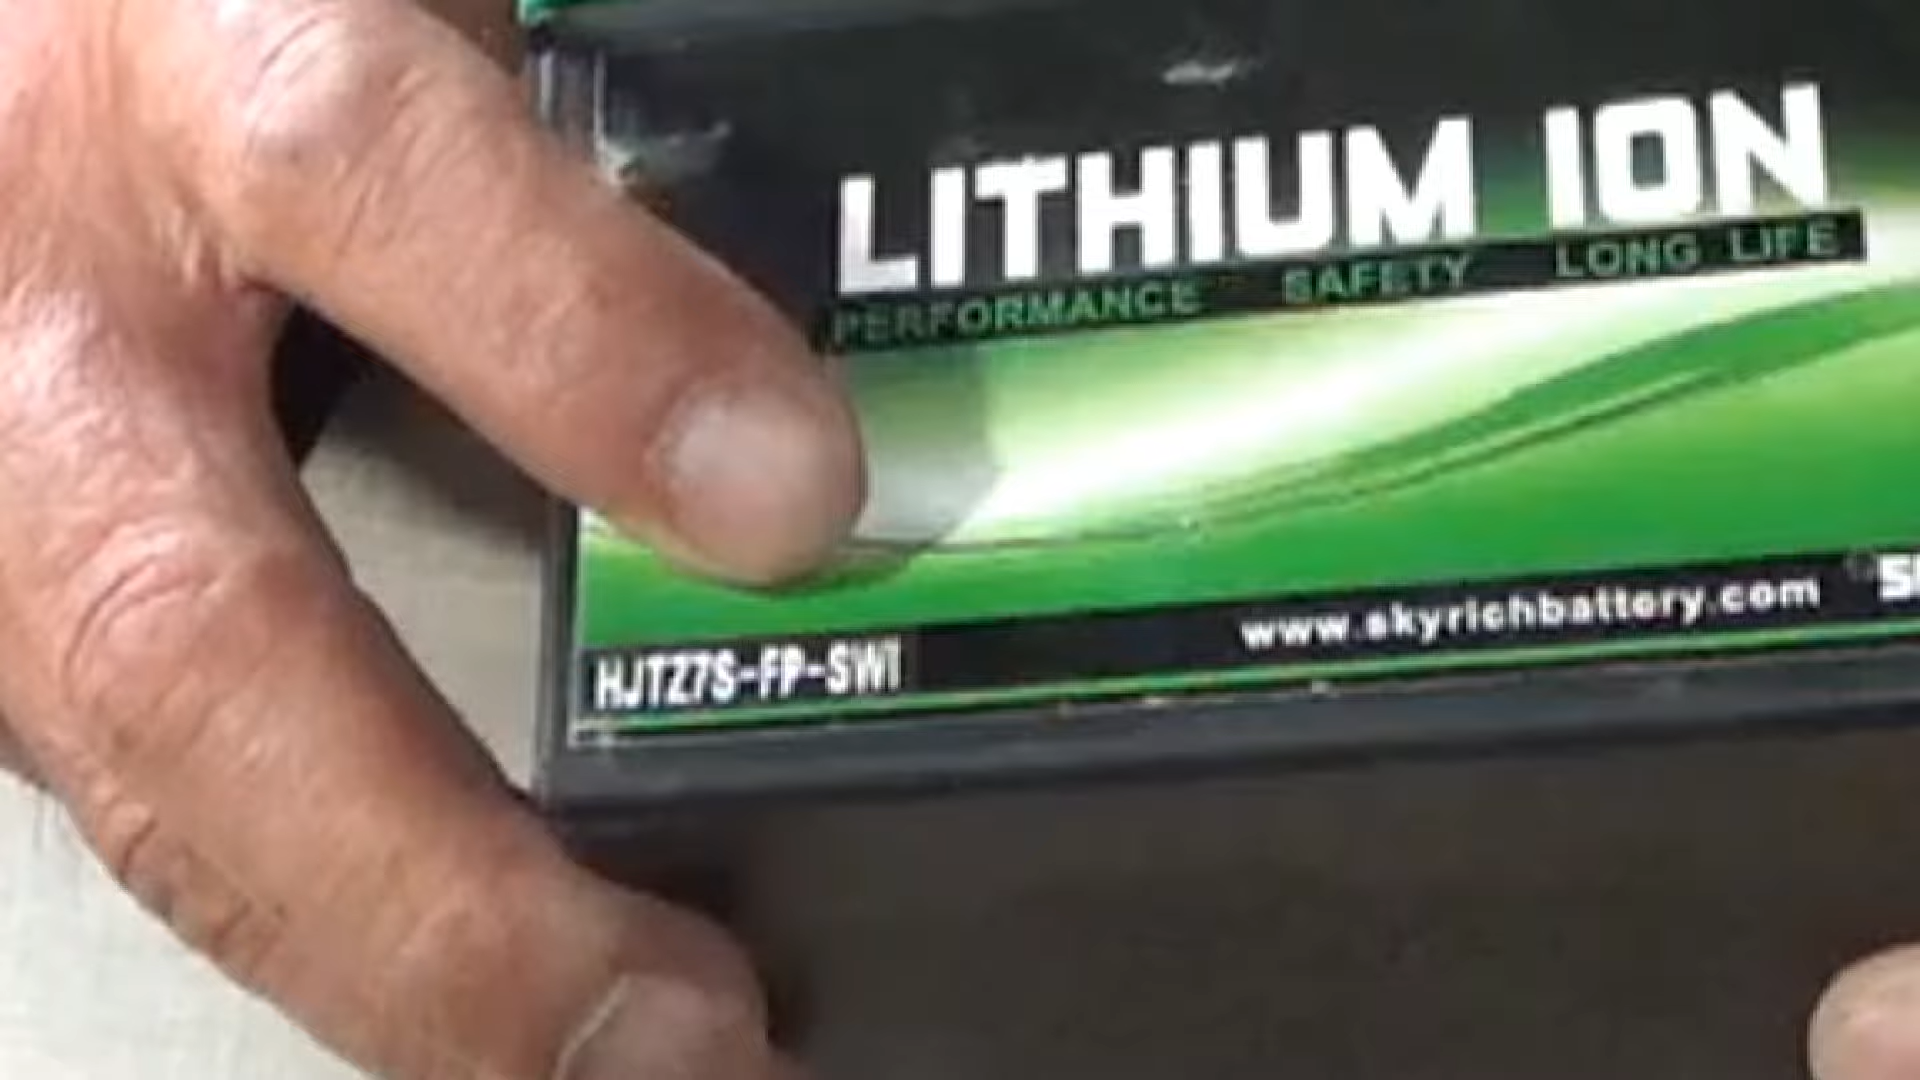 LITHIUM ION
PERFORMANCE SAFETY LONG LIFE
www.skyrichbattery.com
HJTZ7S-FP-SWI